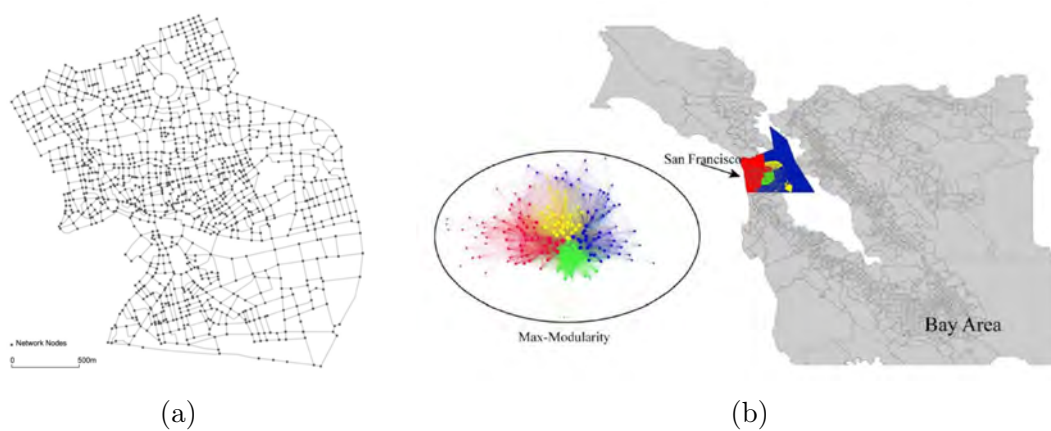 Network Nodes
0 500m
(a)
San Francisco
Max-Modularity
Bay Area
(b)